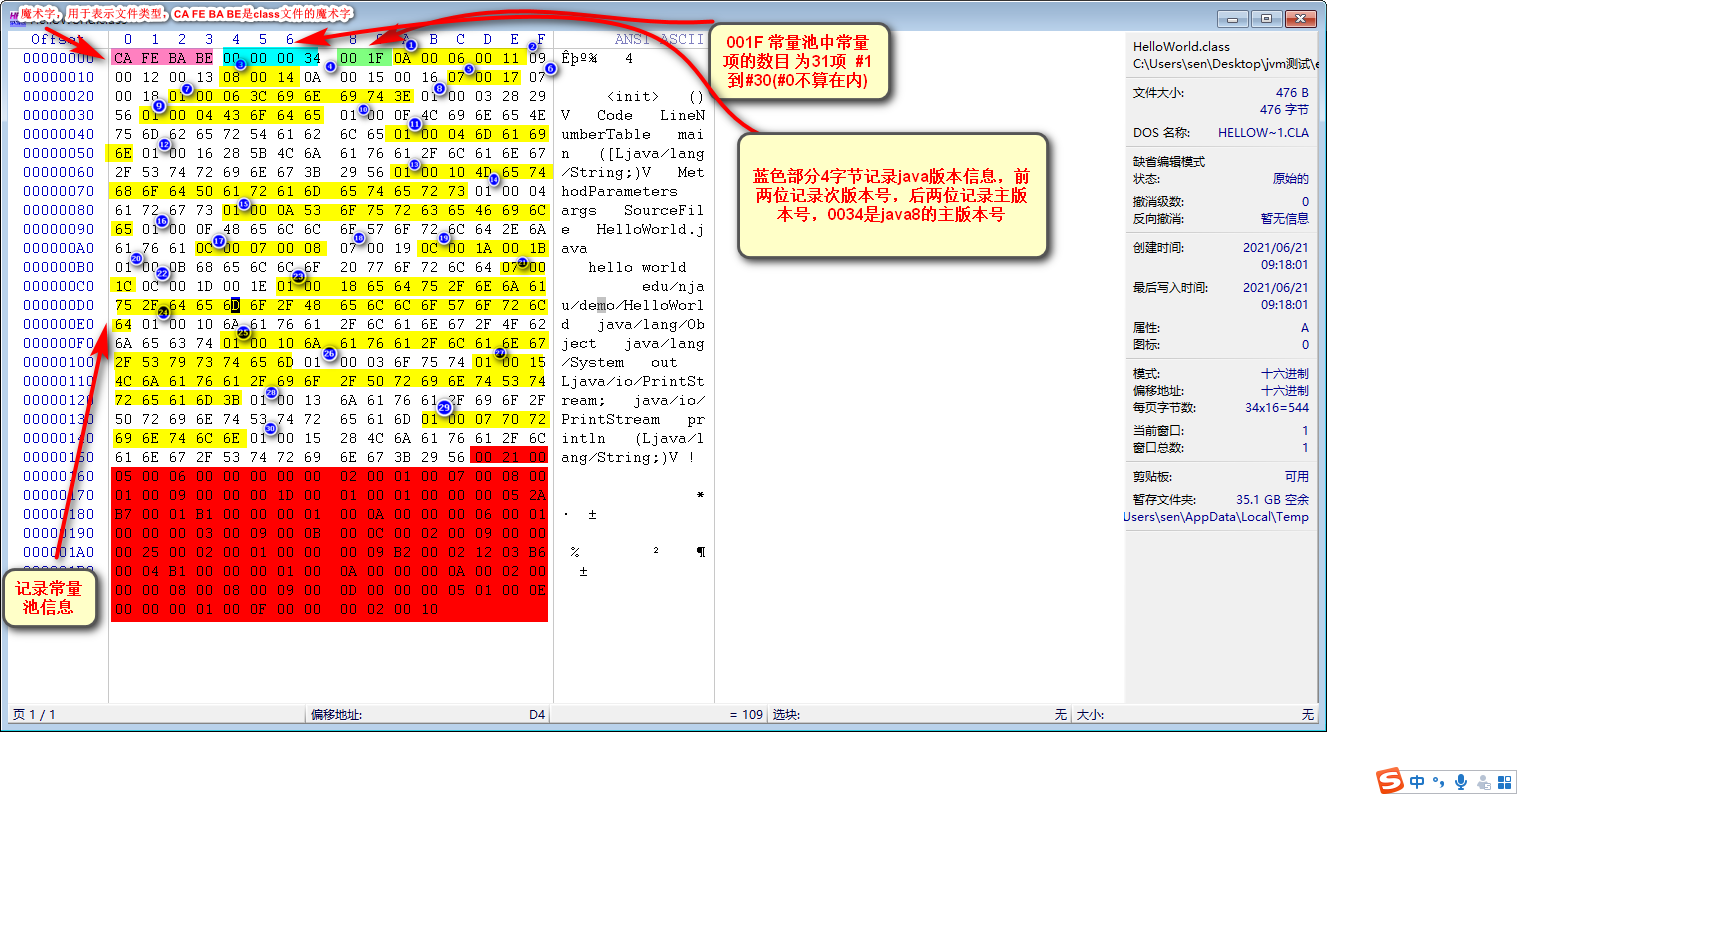 魔术字，用于表示文件类型，CA FE BA BE是class文件的魔术字
Offset 0 1 2 3 4 5 6 8 A B C D E F ANSI ASCII
00000000 CA FE BA BE 00 00 00 34 00 1F 0A 00 06 00 11 09 Êþº¾ 4
00000010 00 12 00 13 08 00 14 0A 00 15 00 16 07 00 17 07
00000020 00 18 01 00 06 3C 69 6E 69 74 3E 01 00 03 28 29 <init> ()
00000030 56 01 00 04 43 6F 64 65 01 00 0F 4C 69 6E 65 4E V Code LineN
00000040 75 6D 62 65 72 54 61 62 6C 65 01 00 04 6D 61 69 umberTable mai
00000050 6E 01 00 16 28 5B 4C 6A 61 76 61 2F 6C 61 6E 67 n ([Ljava/lang
00000060 2F 53 74 72 69 6E 67 3B 29 56 01 00 10 4D 65 74 /String;)V Met
00000070 68 6F 64 50 61 72 61 6D 65 74 65 72 73 01 00 04 hodParameters
00000080 61 72 67 73 01 00 0A 53 6F 75 72 63 65 46 69 6C args SourceFil
00000090 65 01 00 0F 48 65 6C 6C 6F 57 6F 72 6C 64 2E 6A e HelloWorld.j
000000A0 61 76 61 0C 00 07 00 08 07 00 19 0C 00 1A 00 1B ava
000000B0 01 00 0B 68 65 6C 6C 6F 20 77 6F 72 6C 64 07 00 hello world
000000C0 1C 0C 00 1D 00 1E 01 00 18 65 64 75 2F 6E 6A 61 edu/nja
000000D0 75 2F 64 65 6D 6F 2F 48 65 6C 6C 6F 57 6F 72 6C u/demo/HelloWorl
000000E0 64 01 00 10 6A 61 76 61 2F 6C 61 6E 67 2F 4F 62 d java/lang/Ob
000000F0 6A 65 63 74 01 00 10 6A 61 76 61 2F 6C 61 6E 67 ject java/lang
00000100 2F 53 79 73 74 65 6D 01 00 03 6F 75 74 01 00 15 /System out
00000110 4C 6A 61 76 61 2F 69 6F 2F 50 72 69 6E 74 53 74 Ljava/io/PrintSt
00000120 72 65 61 6D 3B 01 00 13 6A 61 76 61 2F 69 6F 2F ream; java/io/
00000130 50 72 69 6E 74 53 74 72 65 61 6D 01 00 07 70 72 PrintStream pr
00000140 69 6E 74 6C 6E 01 00 15 28 4C 6A 61 76 61 2F 6C intln (Ljava/l
00000150 61 6E 67 2F 53 74 72 69 6E 67 3B 29 56 00 21 00 ang/String;)V !
00000160 05 00 06 00 00 00 00 00 02 00 01 00 07 00 08 00
00000170 01 00 09 00 00 00 1D 00 01 00 01 00 00 00 05 2A *
00000180 B7 00 01 B1 00 00 00 01 00 0A 00 00 00 06 00 01 · ±
00000190 00 00 00 03 00 09 00 0B 00 0C 00 02 00 09 00 00
000001A0 00 25 00 02 00 01 00 00 00 09 B2 00 02 12 03 B6 % ² ¶
00 04 B1 00 00 00 01 00 0A 00 00 00 0A 00 02 00 ±
00 00 08 00 08 00 09 00 0D 00 00 00 05 01 00 0E
00 00 00 01 00 0F 00 00 00 02 00 10
001F 常量池中常量
项的数目 为31项 #1
到#30(#0不算在内)
蓝色部分4字节记录java版本信息，前
两位记录次版本号，后两位记录主版
本号，0034是java8的主版本号
记录常量
池信息
HelloWorld.class
C:\Users\sen\Desktop\jvm测试\e
文件大小: 476 B
476 字节
DOS 名称: HELLOW~1.CLA
缺省编辑模式
状态: 原始的
撤消级数: 0
反向撤消: 暂无信息
创建时间: 2021/06/21
09:18:01
最后写入时间: 2021/06/21
09:18:01
属性: A
图标: 0
模式: 十六进制
偏移地址: 十六进制
每页字节数: 34x16=544
当前窗口: 1
窗口总数: 1
剪贴板: 可用
暂存文件夹: 35.1 GB 空余
Users\sen\AppData\Local\Temp
页 1 / 1 偏移地址: D4 = 109 选块: 无 大小: 无
中